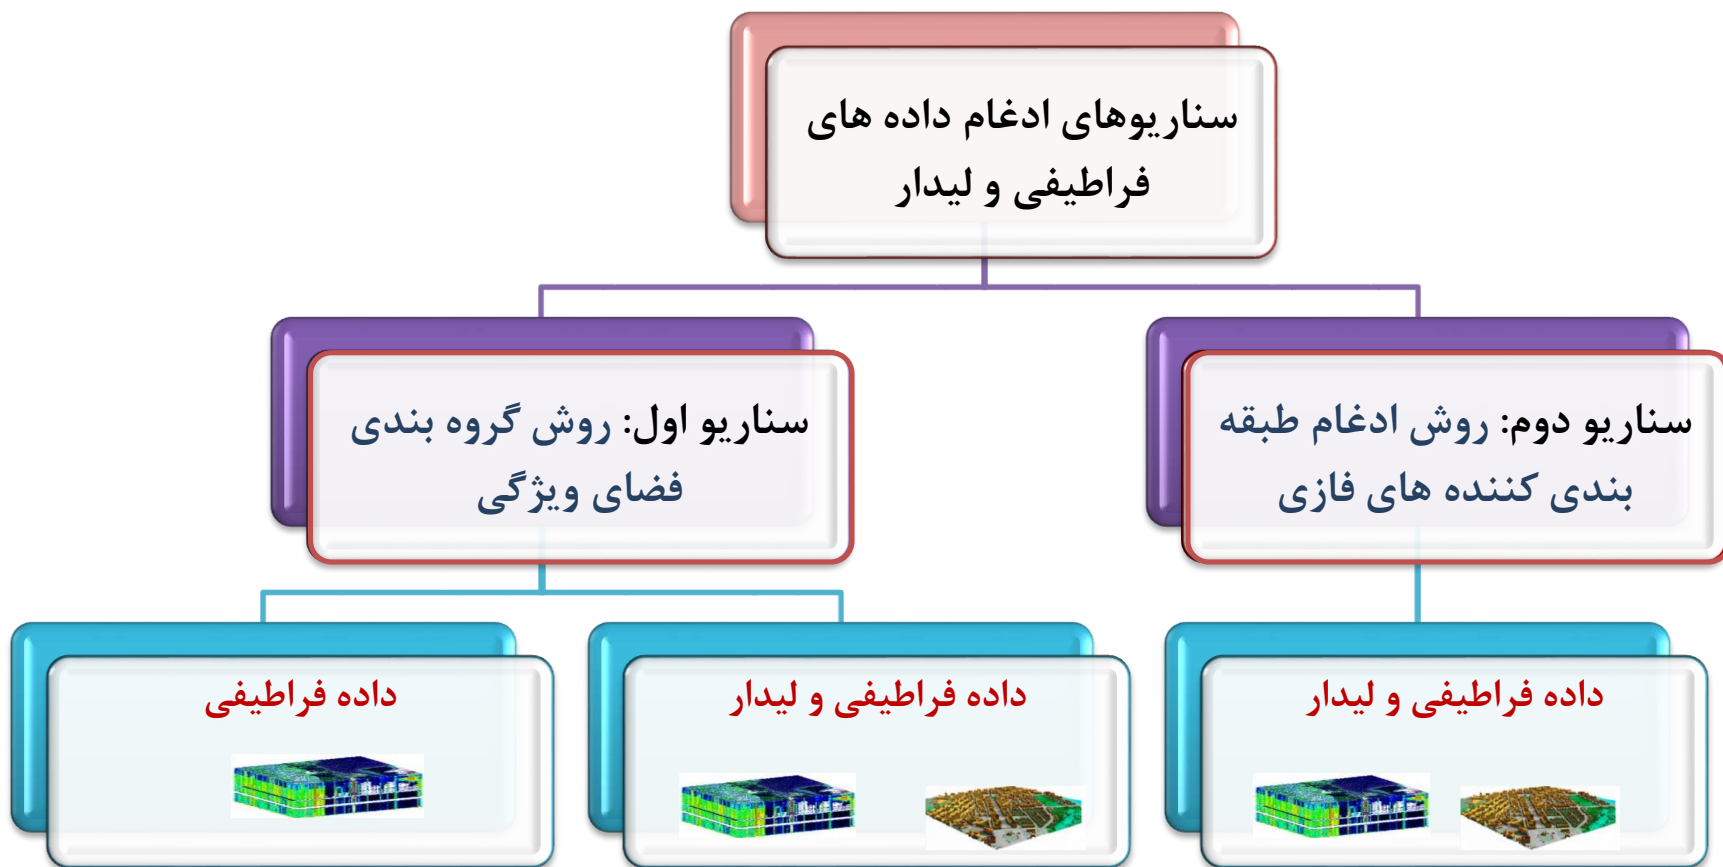 سناریوهای ادغام داده های
فراطیفی و لیدار
سناریو دوم: روش ادغام طبقه
بندی کننده های فازی
سناریو اول: روش گروه بندی
فضای ویژگی
داده فراطیفی و لیدار
داده فراطیفی و لیدار
داده فراطیفی